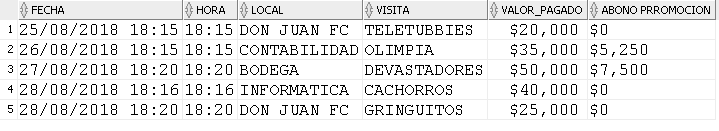 FECHA HORA LOCAL VISITA VALOR_PAGADO ABONO PRROMOCION
1 25/08/2018 18:15 18:15 DON JUAN FC TELETUBBIES $20,000 $0
2 26/08/2018 18:15 18:15 CONTABILIDAD OLIMPIA $35,000 $5,250
3 27/08/2018 18:20 18:20 BODEGA DEVASTADORES $50,000 $7,500
4 28/08/2018 18:16 18:16 INFORMATICA CACHORROS $40,000 $0
5 28/08/2018 18:20 18:20 DON JUAN FC GRINGUITOS $25,000 $0